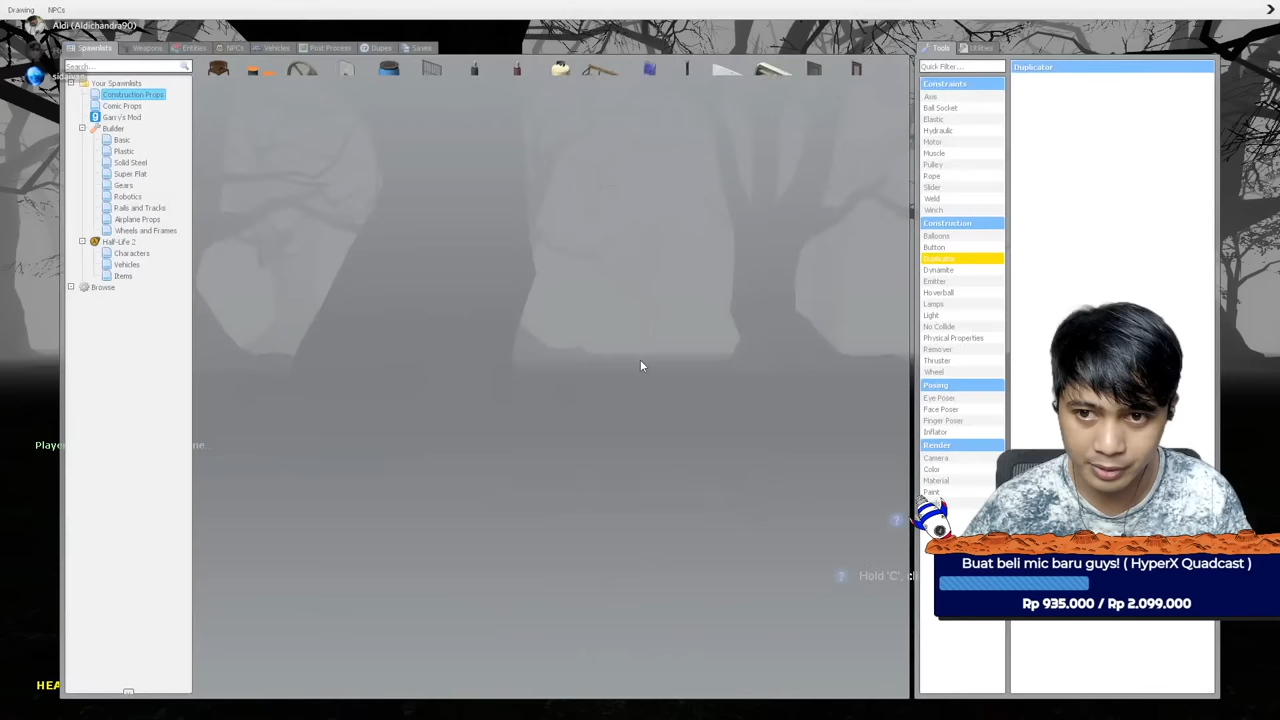 Drawing NPCs
Aldi (Aldichandra90)
Spawnlists Weapons Entities NPCs Vehicles Post Process Dupes Saves
Tools Utilities
Search...
Quick Filter...
Duplicator
Your Spawnlists
Construction Props
Comic Props
Garry's Mod
Builder
Basic
Plastic
Solid Steel
Super Flat
Gears
Robotics
Rails and Tracks
Airplane Props
Wheels and Frames
Half-Life 2
Characters
Vehicles
Items
Browse
Constraints
Axis
Ball Socket
Elastic
Hydraulic
Motor
Muscle
Pulley
Rope
Slider
Weld
Winch
Construction
Balloons
Button
Duplicator
Dynamite
Emitter
Hoverball
Lamps
Light
No Collide
Physical Properties
Remover
Thruster
Wheel
Posing
Eye Poser
Face Poser
Finger Poser
Inflator
Render
Camera
Color
Material
Paint
Hold 'C', cl
HEA
Buat beli mic baru guys! ( HyperX Quadcast )
Rp 935.000 / Rp 2.099.000